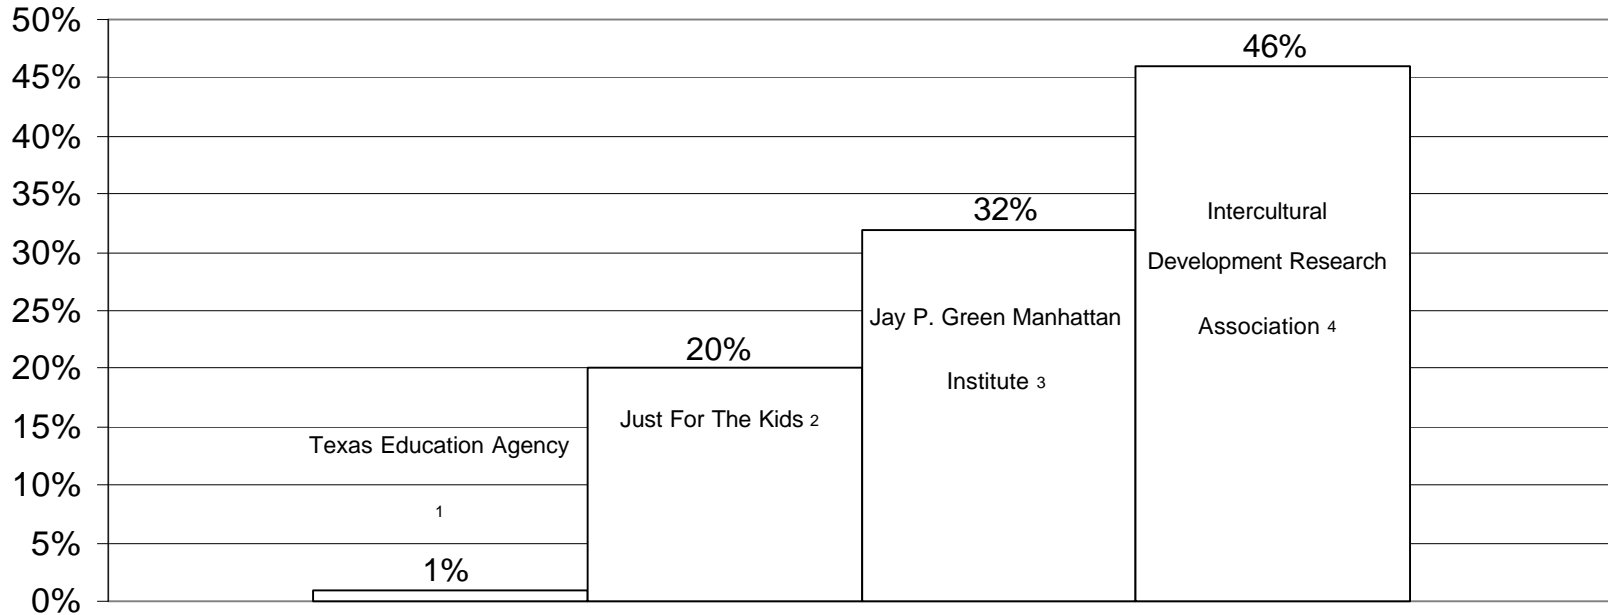 50%
45%
40%
35%
30%
25%
20%
15%
10%
5%
0%
1%
Texas Education Agency
1
20%
Just For The Kids 2
32%
Jay P. Green Manhattan
Institute 3
46%
Intercultural
Development Research
Association 4